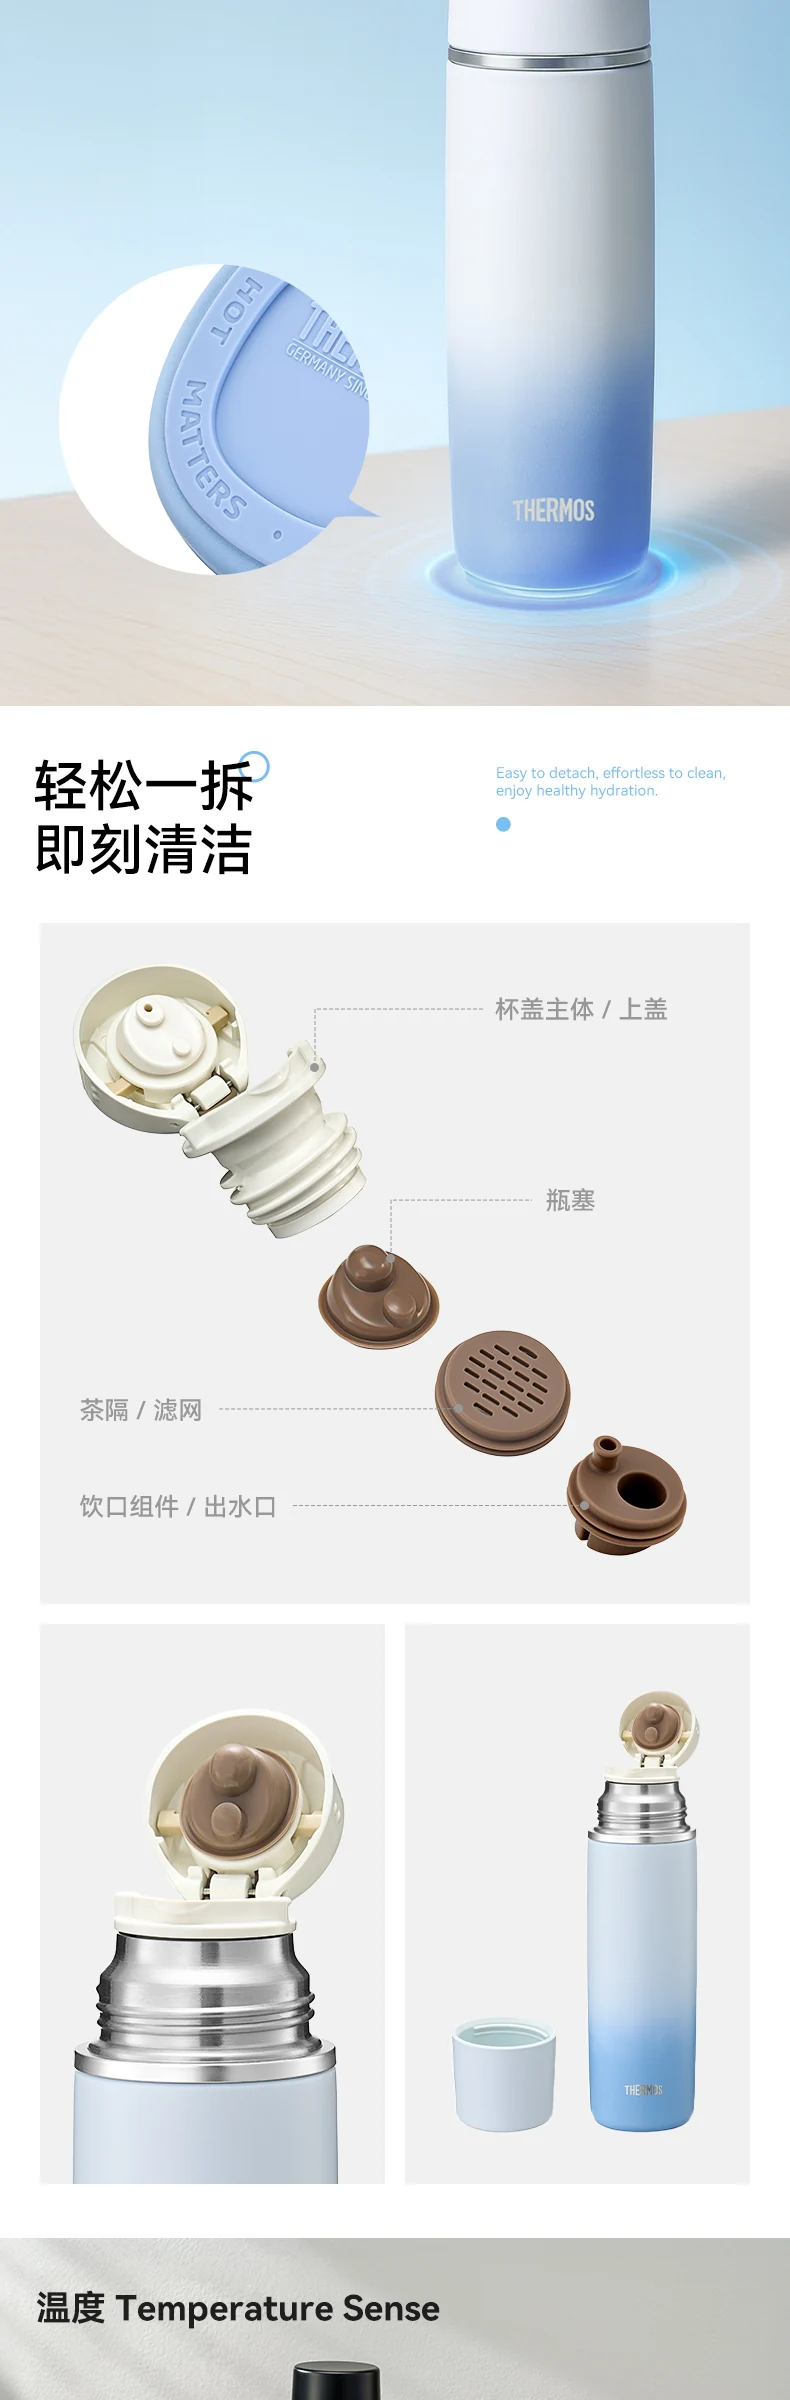 HOT MATTERS
GERMANY
THERMOS
轻松一拆
即刻清洁
Easy to detach, effortless to clean,
enjoy healthy hydration.
杯盖主体 / 上盖
瓶塞
茶隔 / 滤网
饮口组件 / 出水口
THERMOS
温度 Temperature Sense